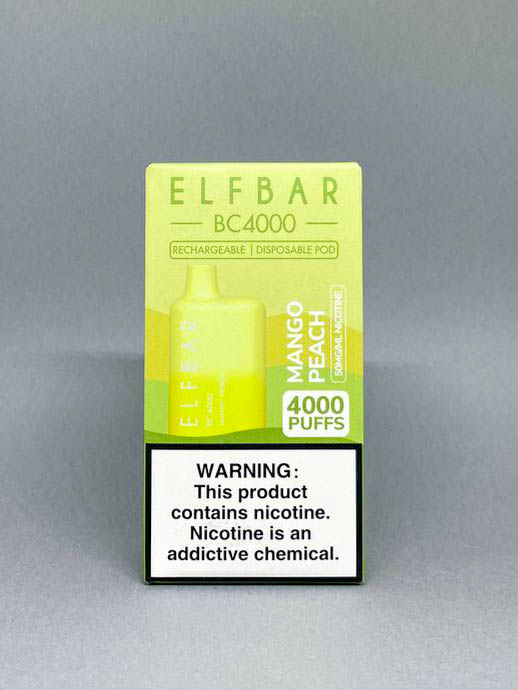 ELFBAR
BC4000
RECHARGEABLE | DISPOSABLE POD
MANGO
PEACH
50MG/ML NICOTINE
4000
PUFFS
ELFBAR
BC4000
WARNING:
This product
contains nicotine.
Nicotine is an
addictive chemical.